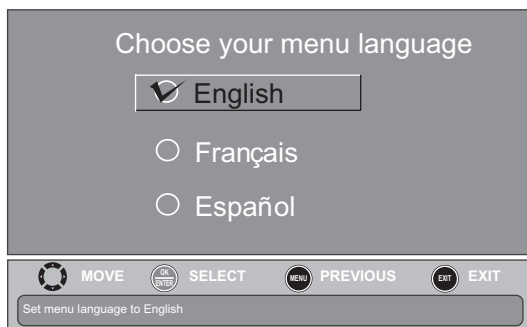 Choose your menu language
English
Français
Español
MOVE OK ENTER SELECT MENU PREVIOUS EXIT EXIT
Set menu language to English